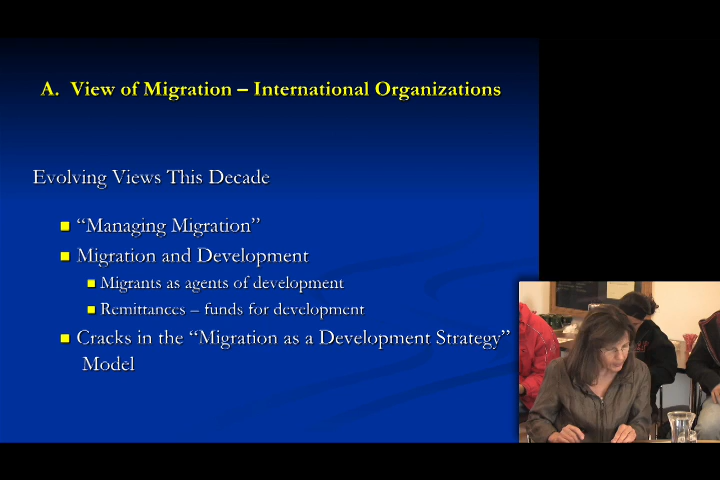 A. View of Migration – International Organizations
Evolving Views This Decade
“Managing Migration”
Migration and Development
Migrants as agents of development
Remittances – funds for development
Cracks in the “Migration as a Development Strategy”
Model